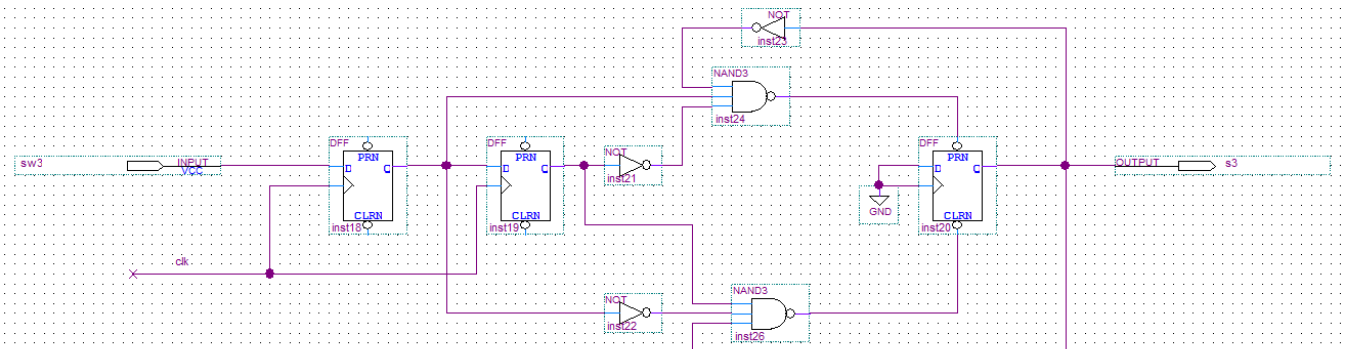 NOT
inst23
NAND3
inst24
sw3
INPUT
VCC
DFF
PRN
D
Q
CLRN
inst18
DFF
PRN
D
Q
CLRN
inst19
NOT
inst21
DFF
PRN
D
Q
CLRN
inst20
GND
OUTPUT
s3
clk
NOT
inst22
NAND3
inst26